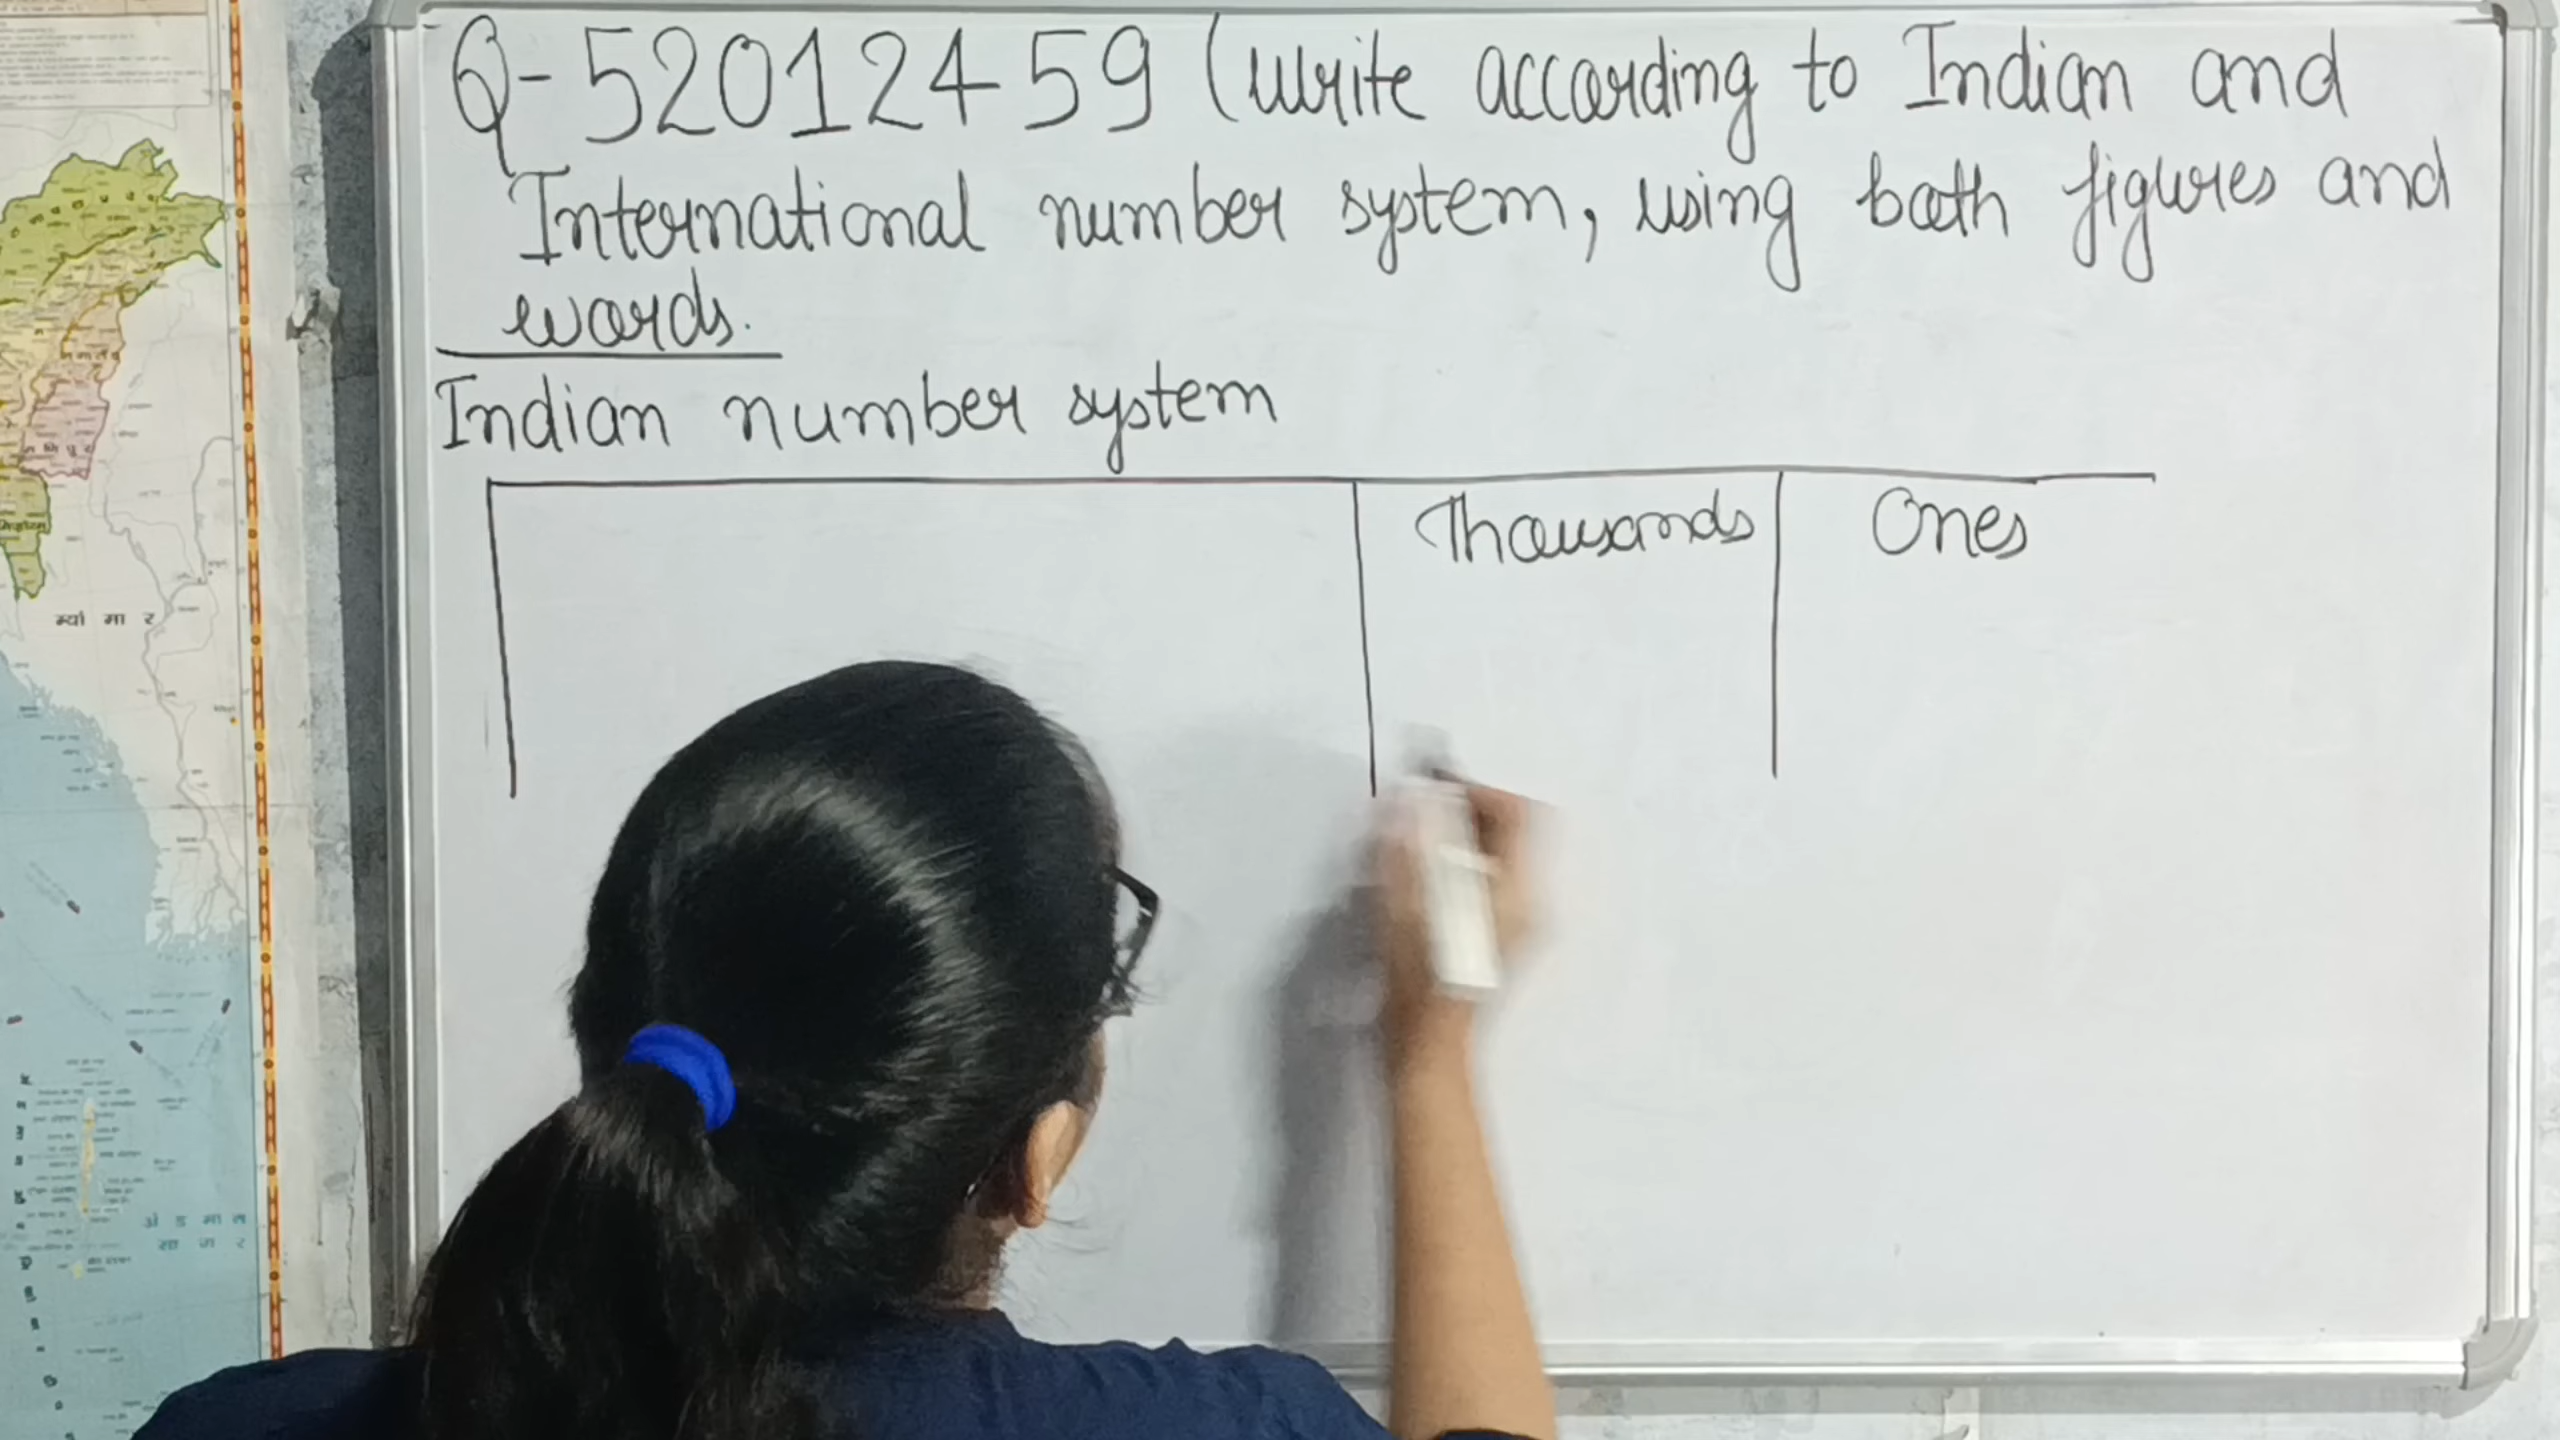 Q-52012459 (Write according to Indian and
International number system, using both figures and
words.
Indian number system
Thousands Ones
म्यां मा र